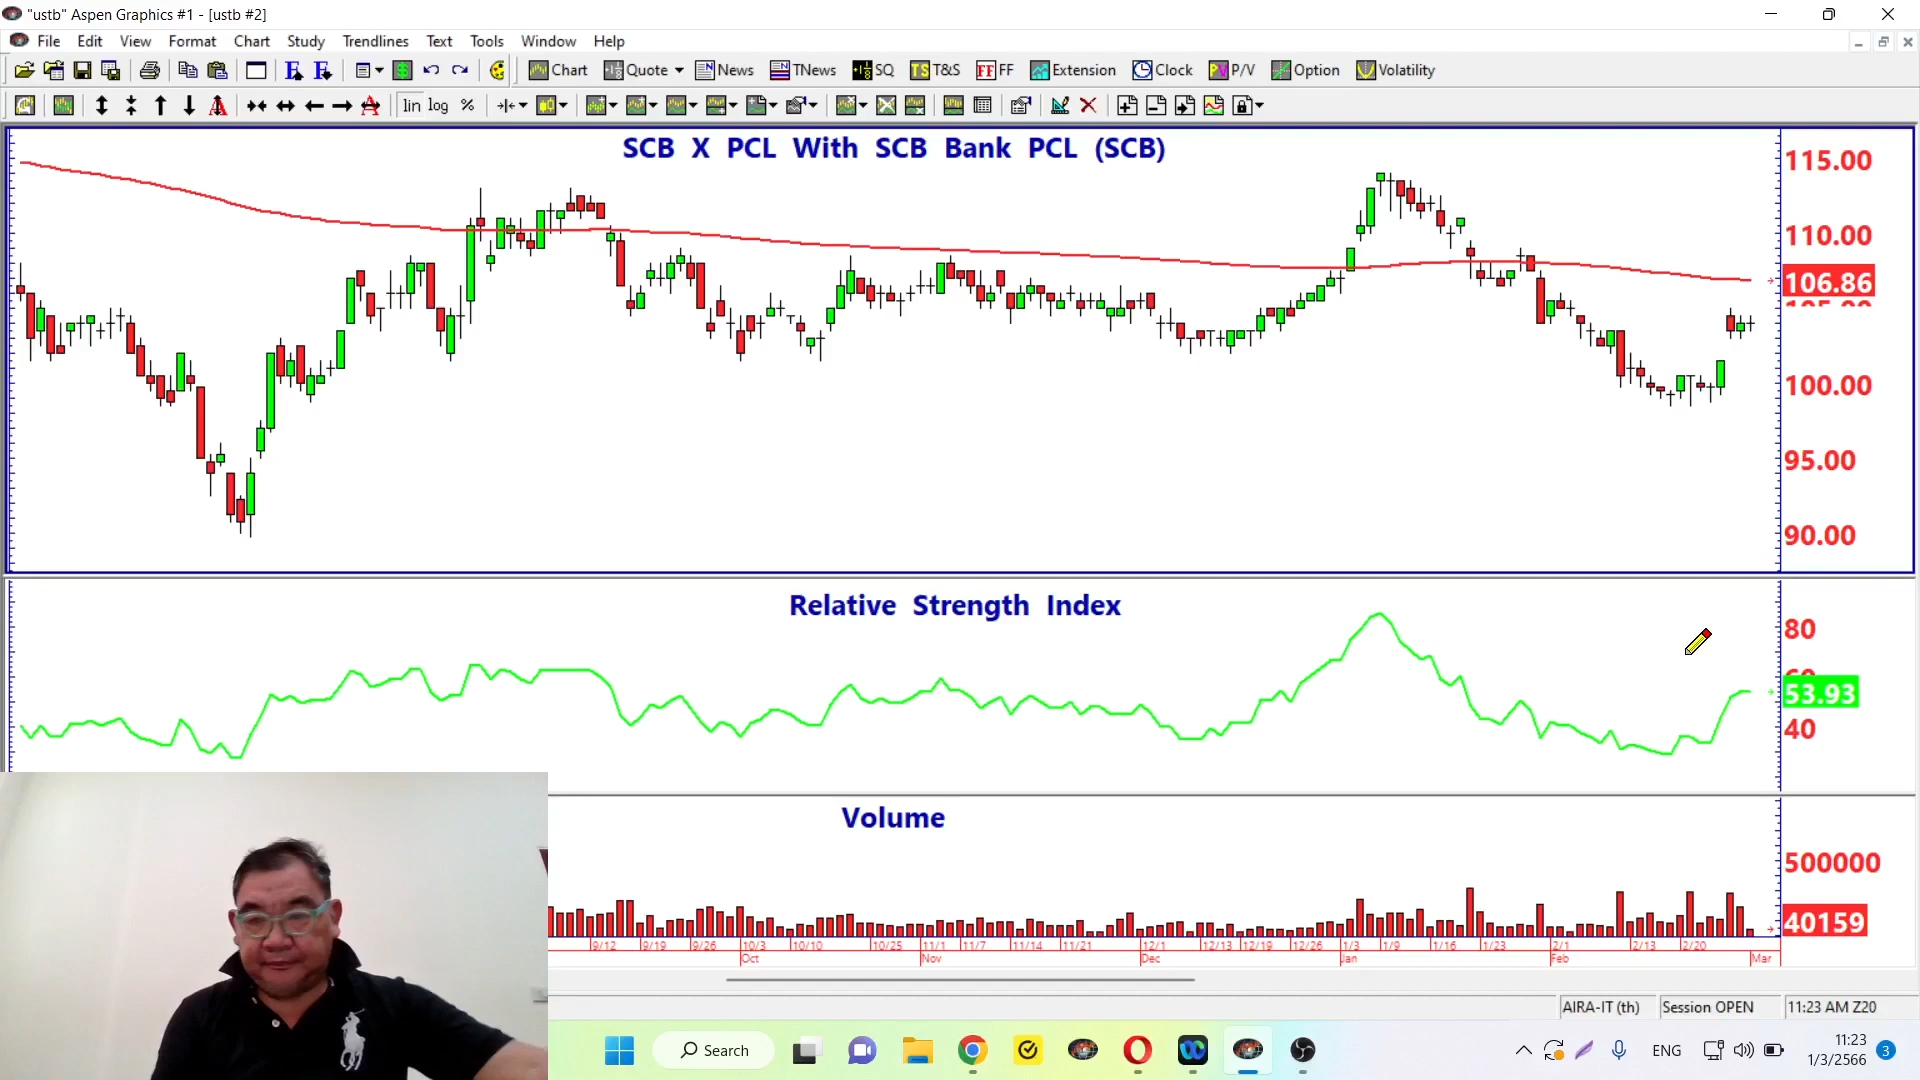 "ustb" Aspen Graphics #1 - [ustb #2]
File Edit View Format Chart Study Trendlines Text Tools Window Help
Chart Quote News TNews SQ T&S FF Extension Clock P/V Option Volatility
lin log %
SCB X PCL With SCB Bank PCL (SCB)
115.00
110.00
106.86
105.00
100.00
95.00
90.00
Relative Strength Index
80
60
53.93
40
Volume
500000
40159
9/12 9/19 9/26 10/3 10/10 10/25 11/1 11/7 11/14 11/21 12/1 12/13 12/19 12/26 1/3 1/9 1/16 1/23 2/1 2/13 2/20
Oct Nov Dec Jan Feb Mar
AIRA-IT (th) Session OPEN 11:23 AM Z20
Search
ENG
11:23
1/3/2566
3